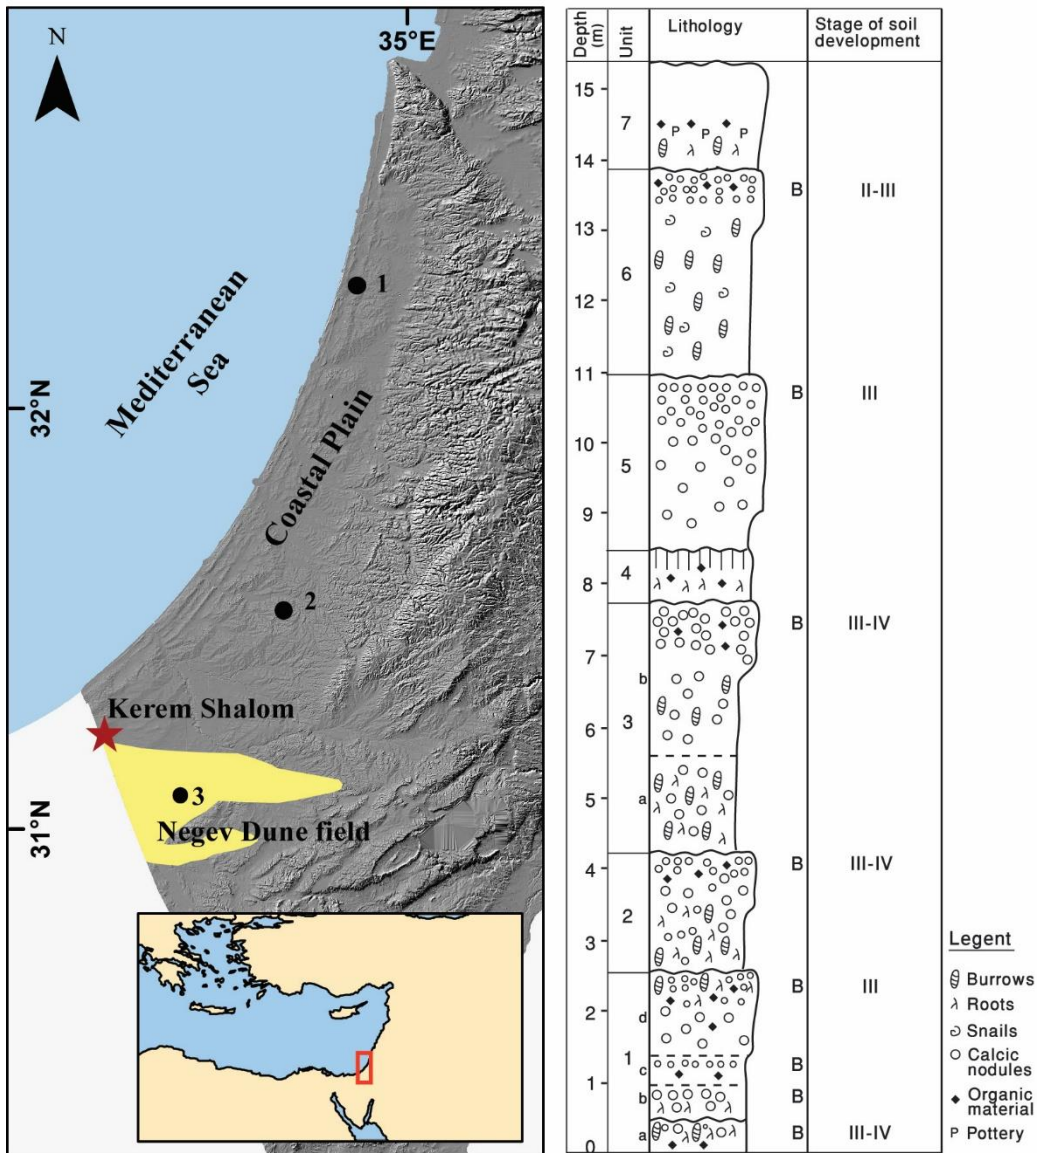 N
35°E
1
Mediterranean
Sea
32°N
Coastal Plain
2
Kerem Shalom
3
31°N
Negev Dune field
Depth
(m)
Unit
Lithology
Stage of soil
development
15
7
P P P
14
B II-III
13
6
12
11
B III
10
5
9
4
8
B III-IV
7
b
3
6
a
5
4
B III-IV
2
3
B III
d
2
1
c B
1
b B
a B III-IV
0
Legent
Burrows
Roots
Snails
Calcic
nodules
Organic
material
P Pottery